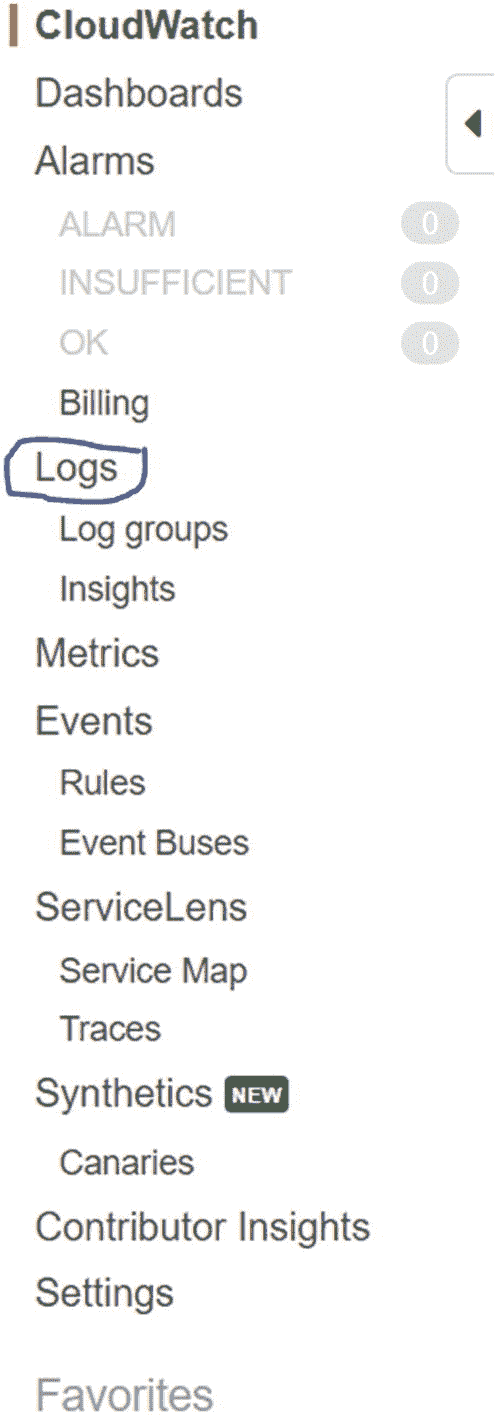 CloudWatch
Dashboards
Alarms
ALARM 0
INSUFFICIENT 0
OK 0
Billing
Logs
Log groups
Insights
Metrics
Events
Rules
Event Buses
ServiceLens
Service Map
Traces
Synthetics NEW
Canaries
Contributor Insights
Settings
Favorites